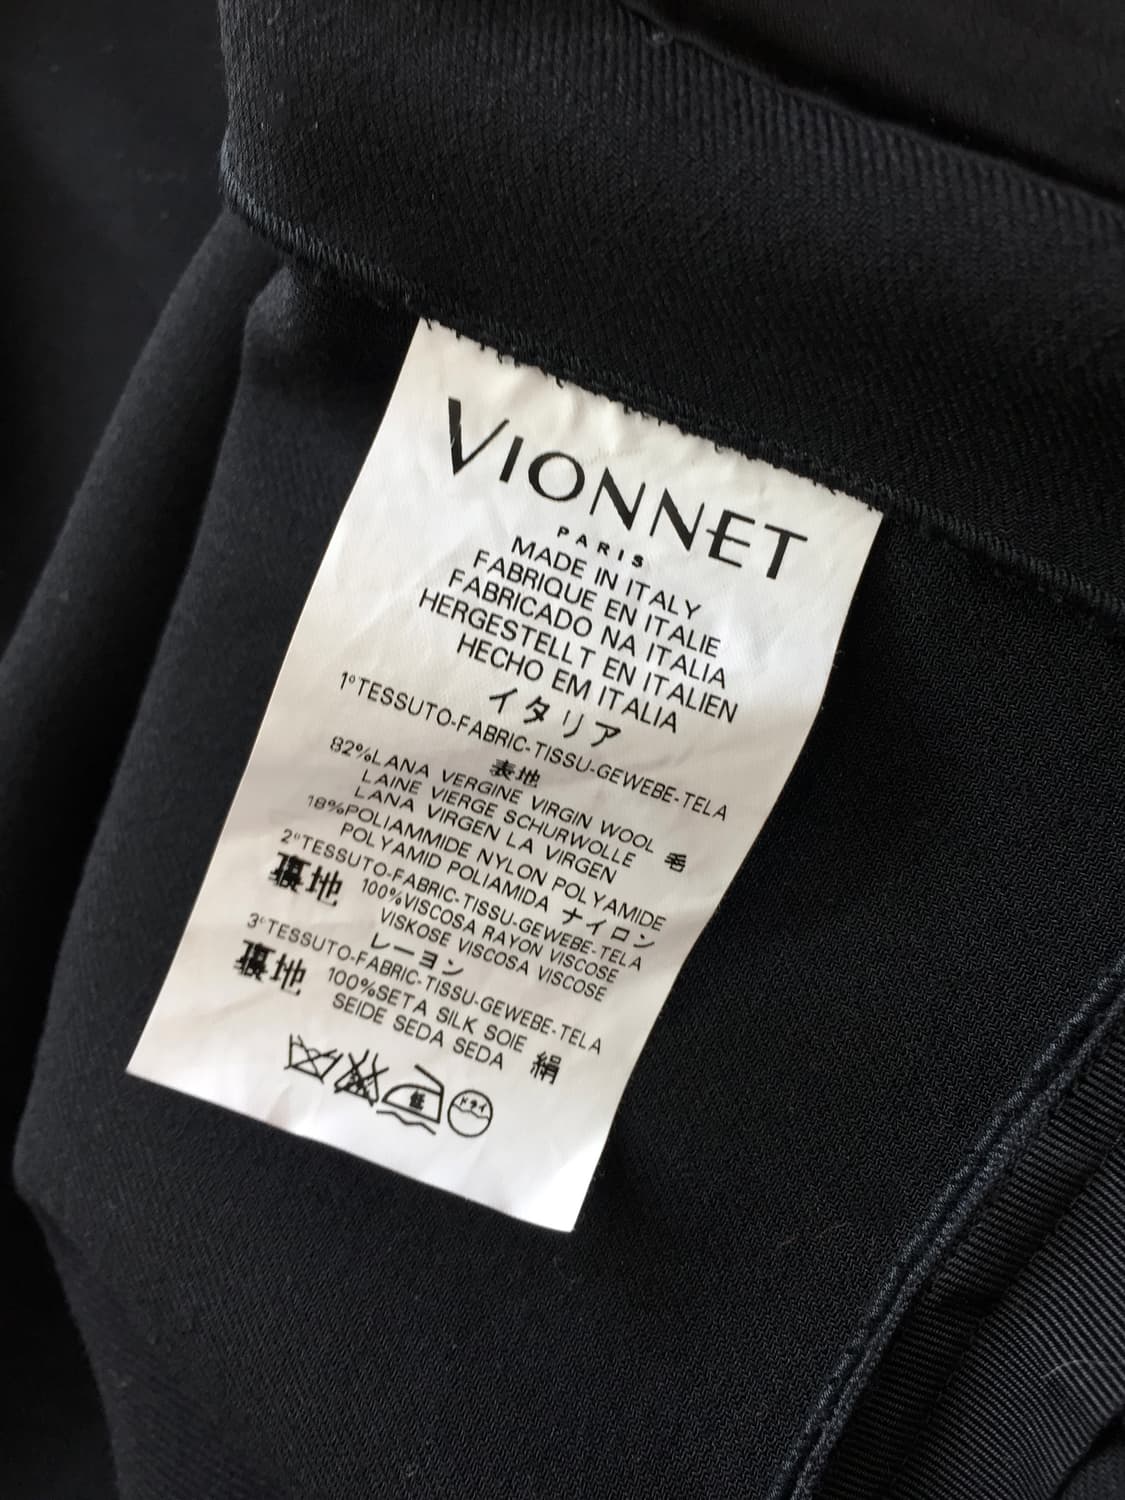 VIONNET
PARIS
MADE IN ITALY
FABRIQUE EN ITALIE
FABRICADO NA ITALIA
HERGESTELLT EN ITALIEN
HECHO EM ITALIA
イタリア
1°TESSUTO-FABRIC-TISSU-GEWEBE-TELA
表地
82%LANA VERGINE VIRGIN WOOL
LAINE VIERGE SCHURWOLLE 毛
LANA VIRGEN LA VIRGEN
18%POLIAMMIDE NYLON POLYAMIDE
POLYAMID POLIAMIDA ナイロン
2°TESSUTO-FABRIC-TISSU-GEWEBE-TELA
裏地 100%VISCOSA RAYON VISCOSE
VISKOSE VISCOSA VISCOSE
レーヨン
3°TESSUTO-FABRIC-TISSU-GEWEBE-TELA
裏地 100%SETA SILK SOIE
SEIDE SEDA SEDA 絹
低 ドライ